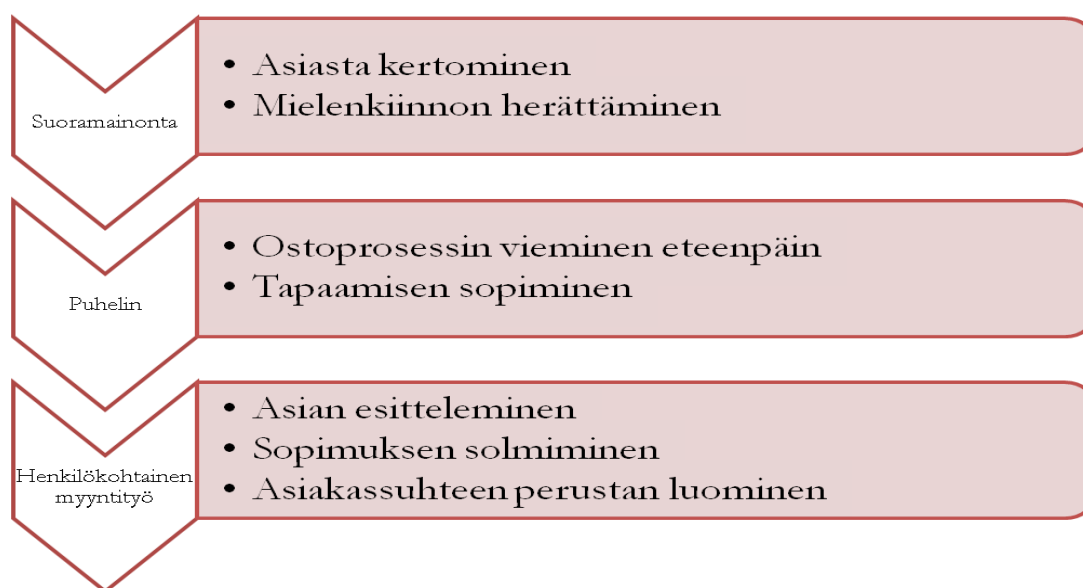 Suoramainonta
• Asiasta kertominen
• Mielenkiinnon herättäminen
Puhelin
• Ostoprosessin vieminen eteenpäin
• Tapaamisen sopiminen
Henkilökohtainen
myyntityö
• Asian esitteleminen
• Sopimuksen solmiminen
• Asiakassuhteen perustan luominen